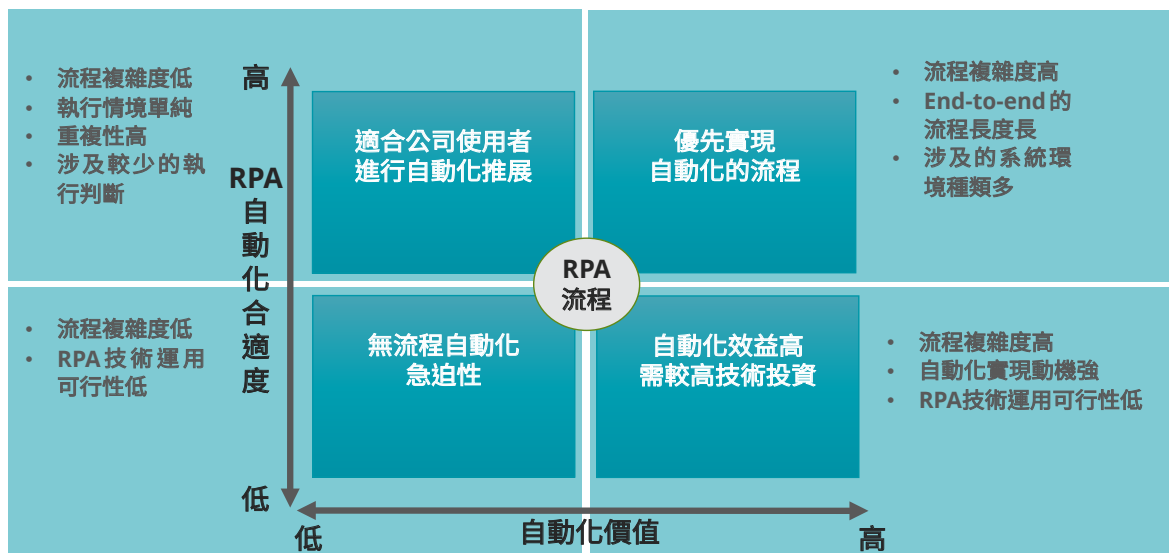 • 流程複雜度低
• 執行情境單純
• 重複性高
• 涉及較少的執
行判斷
高
RPA
自
動
化
合
適
度
低
適合公司使用者
進行自動化推展
優先實現
自動化的流程
• 流程複雜度高
• End-to-end的
流程長度長
• 涉及的系統環
境種類多
RPA
流程
• 流程複雜度低
• RPA技術運用
可行性低
無流程自動化
急迫性
自動化效益高
需較高技術投資
• 流程複雜度高
• 自動化實現動機強
• RPA技術運用可行性低
低
自動化價值
高